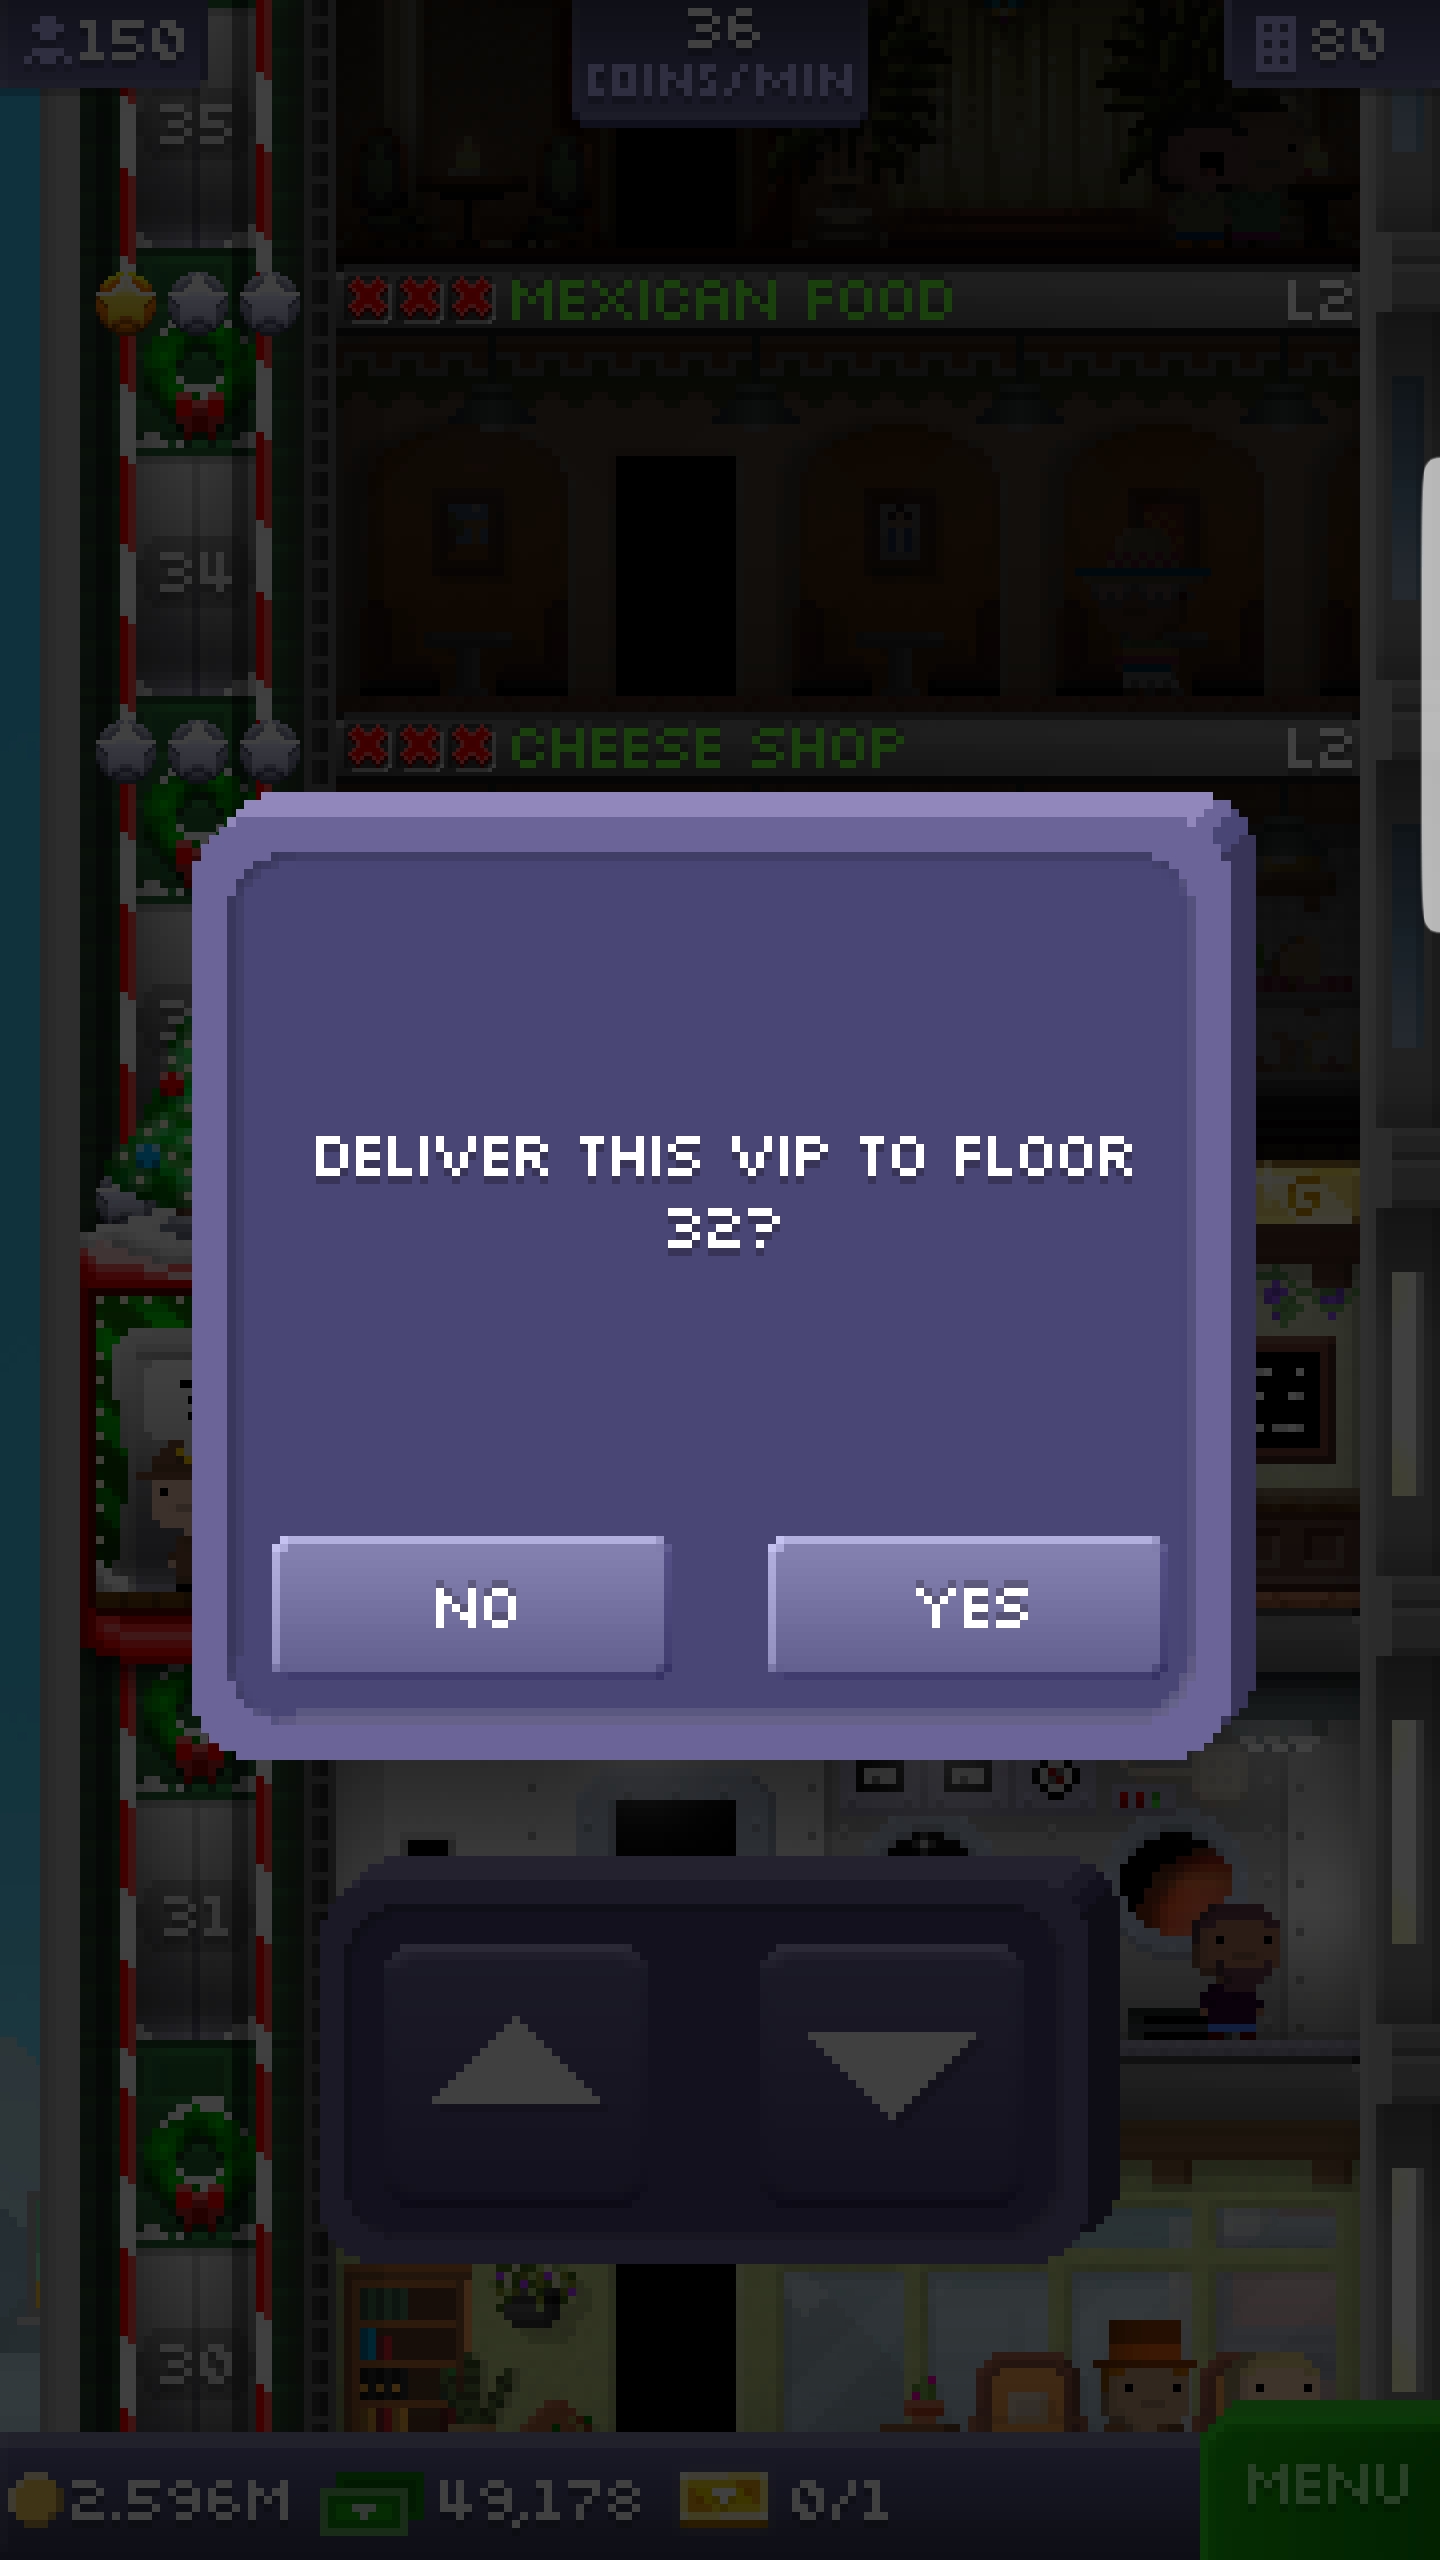 150
36
COINS/MIN
80
35
MEXICAN FOOD
L2
34
CHEESE SHOP
L2
DELIVER THIS VIP TO FLOOR
32?
G
NO
YES
31
30
2.596M
49,178
0/1
MENU